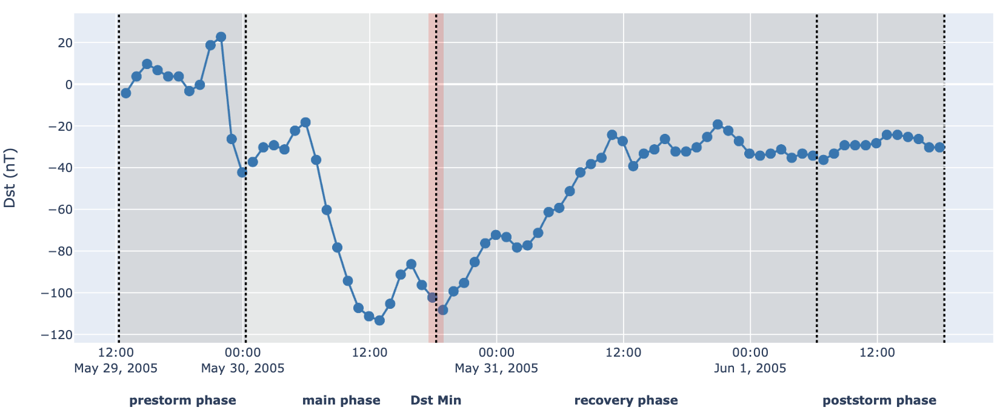 Dst (nT)
20
0
−20
−40
−60
−80
−100
−120
12:00 00:00 12:00 00:00 12:00 00:00 12:00
May 29, 2005 May 30, 2005 May 31, 2005 Jun 1, 2005
prestorm phase main phase Dst Min recovery phase poststorm phase